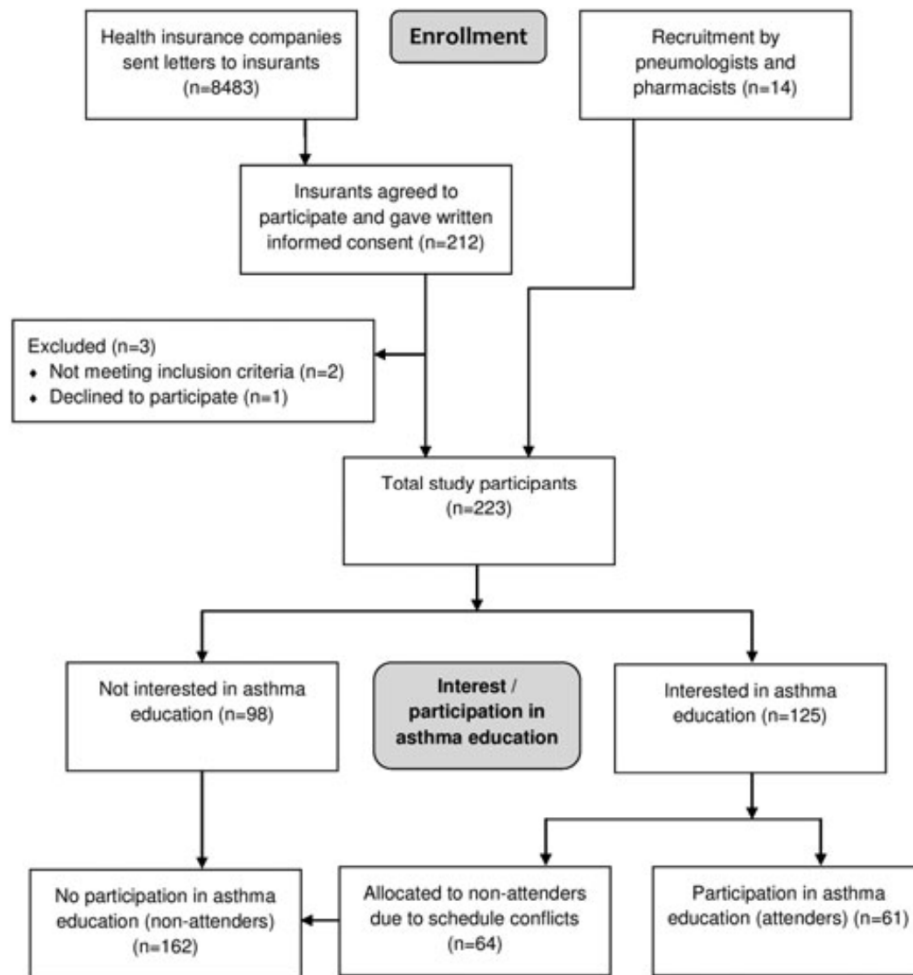 Health insurance companies
sent letters to insurants
(n=8483)
Enrollment
Recruitment by
pneumologists and
pharmacists (n=14)
Insurants agreed to
participate and gave written
informed consent (n=212)
Excluded (n=3)
♦ Not meeting inclusion criteria (n=2)
♦ Declined to participate (n=1)
Total study participants
(n=223)
Not interested in asthma
education (n=98)
Interest /
participation in
asthma education
Interested in asthma
education (n=125)
No participation in asthma
education (non-attenders)
(n=162)
Allocated to non-attenders
due to schedule conflicts
(n=64)
Participation in asthma
education (attenders) (n=61)